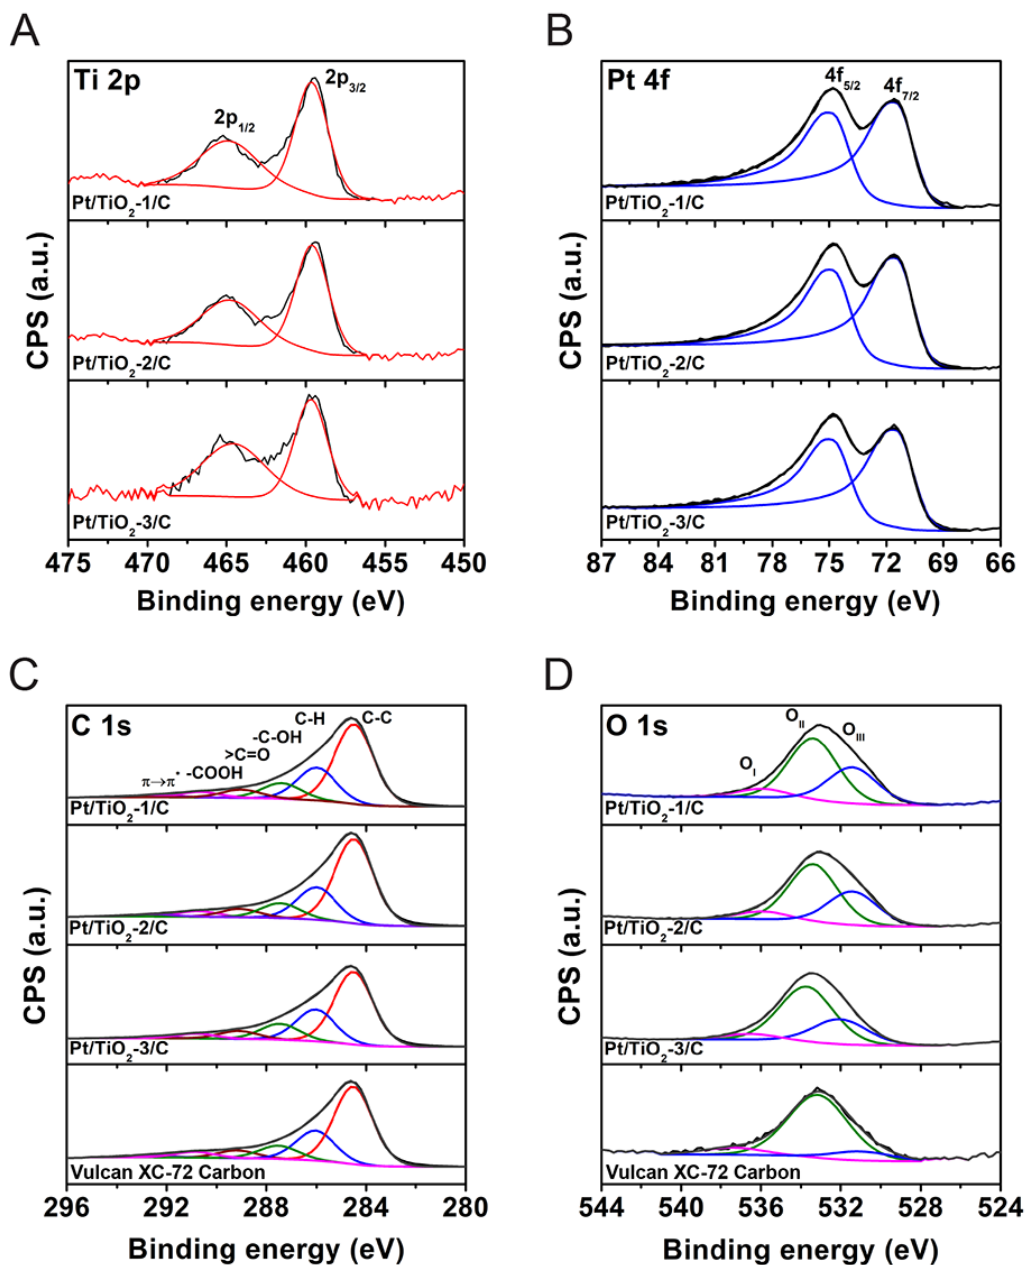 A
Ti 2p
2p1/2
2p3/2
Pt/TiO2-1/C
Pt/TiO2-2/C
Pt/TiO2-3/C
CPS (a.u.)
475 470 465 460 455 450
Binding energy (eV)
B
Pt 4f
4f5/2
4f7/2
Pt/TiO2-1/C
Pt/TiO2-2/C
Pt/TiO2-3/C
CPS (a.u.)
87 84 81 78 75 72 69 66
Binding energy (eV)
C
C 1s
π→π* -COOH
>C=O
-C-OH
C-H
C-C
Pt/TiO2-1/C
Pt/TiO2-2/C
Pt/TiO2-3/C
Vulcan XC-72 Carbon
CPS (a.u.)
296 292 288 284 280
Binding energy (eV)
D
O 1s
OI
OII
OIII
Pt/TiO2-1/C
Pt/TiO2-2/C
Pt/TiO2-3/C
Vulcan XC-72 Carbon
CPS (a.u.)
544 540 536 532 528 524
Binding energy (eV)